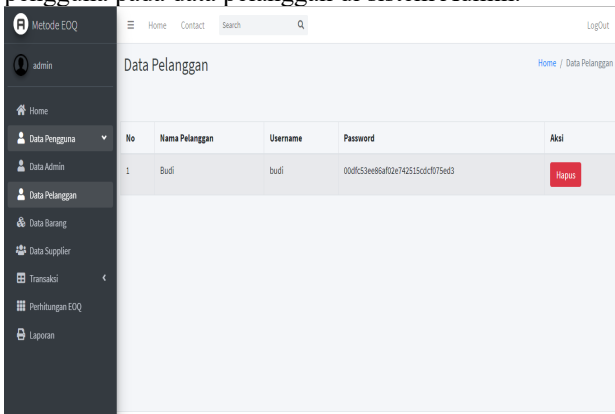 pengguna pada data pelanggan di sistem Admin.
Metode EOQ
Home Contact Search LogOut
admin
Data Pelanggan
Home / Data Pelanggan
Home
Data Pengguna
Data Admin
Data Pelanggan
Data Barang
Data Supplier
Transaksi
Perhitungan EOQ
Laporan
No Nama Pelanggan Username Password Aksi
1 Budi budi 00dfc53ee86af02e742515cdcf075ed3 Hapus